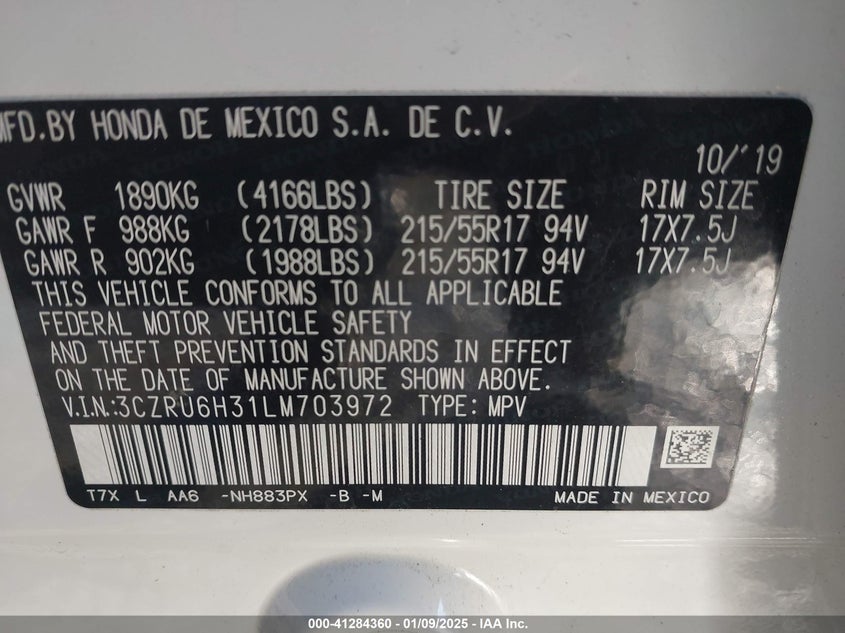 MFD.BY HONDA DE MEXICO S.A. DE C.V.
10/'19
GVWR 1890KG (4166LBS) TIRE SIZE RIM SIZE
GAWR F 988KG (2178LBS) 215/55R17 94V 17X7.5J
GAWR R 902KG (1988LBS) 215/55R17 94V 17X7.5J
THIS VEHICLE CONFORMS TO ALL APPLICABLE
FEDERAL MOTOR VEHICLE SAFETY
AND THEFT PREVENTION STANDARDS IN EFFECT
ON THE DATE OF MANUFACTURE SHOWN ABOVE.
V.I.N.:3CZRU6H31LM703972 TYPE: MPV
T7X L AA6 -NH883PX -B -M MADE IN MEXICO
000-41284360 - 01/09/2025 - IAA Inc.